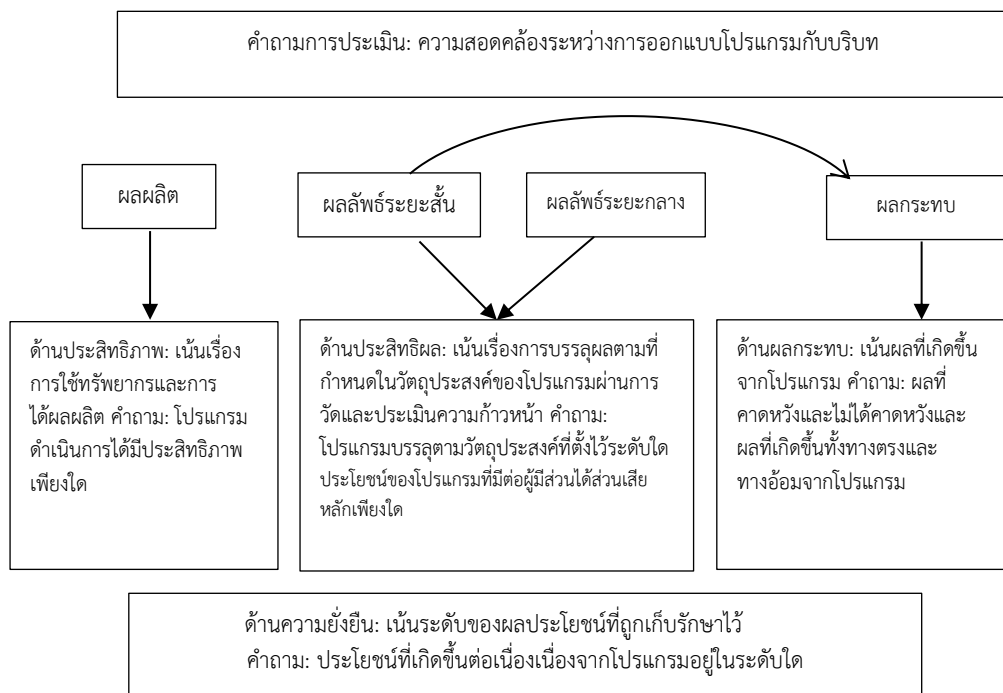 คำถามการประเมิน: ความสอดคล้องระหว่างการออกแบบโปรแกรมกับบริบท
ผลผลิต
ผลลัพธ์ระยะสั้น
ผลลัพธ์ระยะกลาง
ผลกระทบ
ด้านประสิทธิภาพ: เน้นเรื่อง
การใช้ทรัพยากรและการ
ได้ผลผลิต คำถาม: โปรแกรม
ดำเนินการได้มีประสิทธิภาพ
เพียงใด
ด้านประสิทธิผล: เน้นเรื่องการบรรลุผลตามที่
กำหนดในวัตถุประสงค์ของโปรแกรมผ่านการ
วัดและประเมินความก้าวหน้า คำถาม:
โปรแกรมบรรลุตามวัตถุประสงค์ที่ตั้งไว้ระดับใด
ประโยชน์ของโปรแกรมที่มีต่อผู้มีส่วนได้ส่วนเสีย
หลักเพียงใด
ด้านผลกระทบ: เน้นผลที่เกิดขึ้น
จากโปรแกรม คำถาม: ผลที่
คาดหวังและไม่ได้คาดหวังและ
ผลที่เกิดขึ้นทั้งทางตรงและ
ทางอ้อมจากโปรแกรม
ด้านความยั่งยืน: เน้นระดับของผลประโยชน์ที่ถูกเก็บรักษาไว้
คำถาม: ประโยชน์ที่เกิดขึ้นต่อเนื่องเนื่องจากโปรแกรมอยู่ในระดับใด